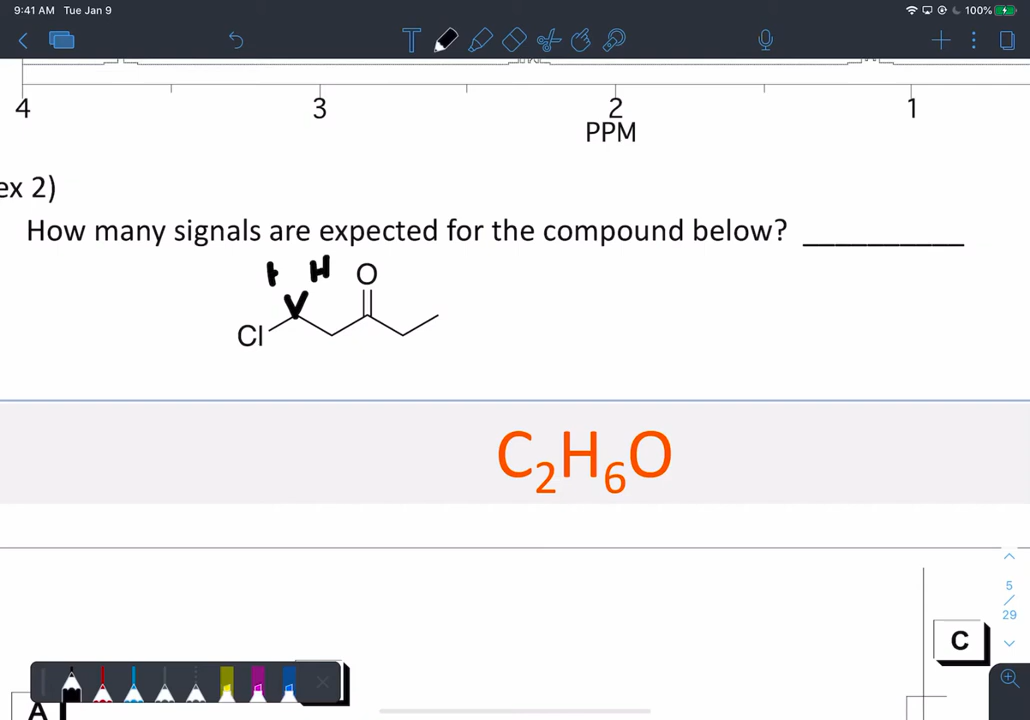 9:41 AM Tue Jan 9
100%
T
4 3 2 1
PPM
ex 2)
How many signals are expected for the compound below? __________
H H O
Cl
C₂H₆O
5
/
29
C
A